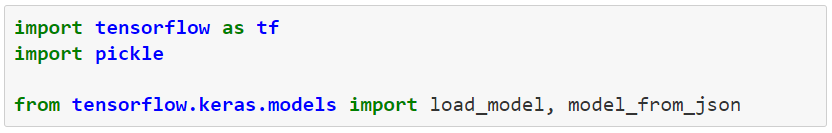 import tensorflow as tf
import pickle
from tensorflow.keras.models import load_model, model_from_json